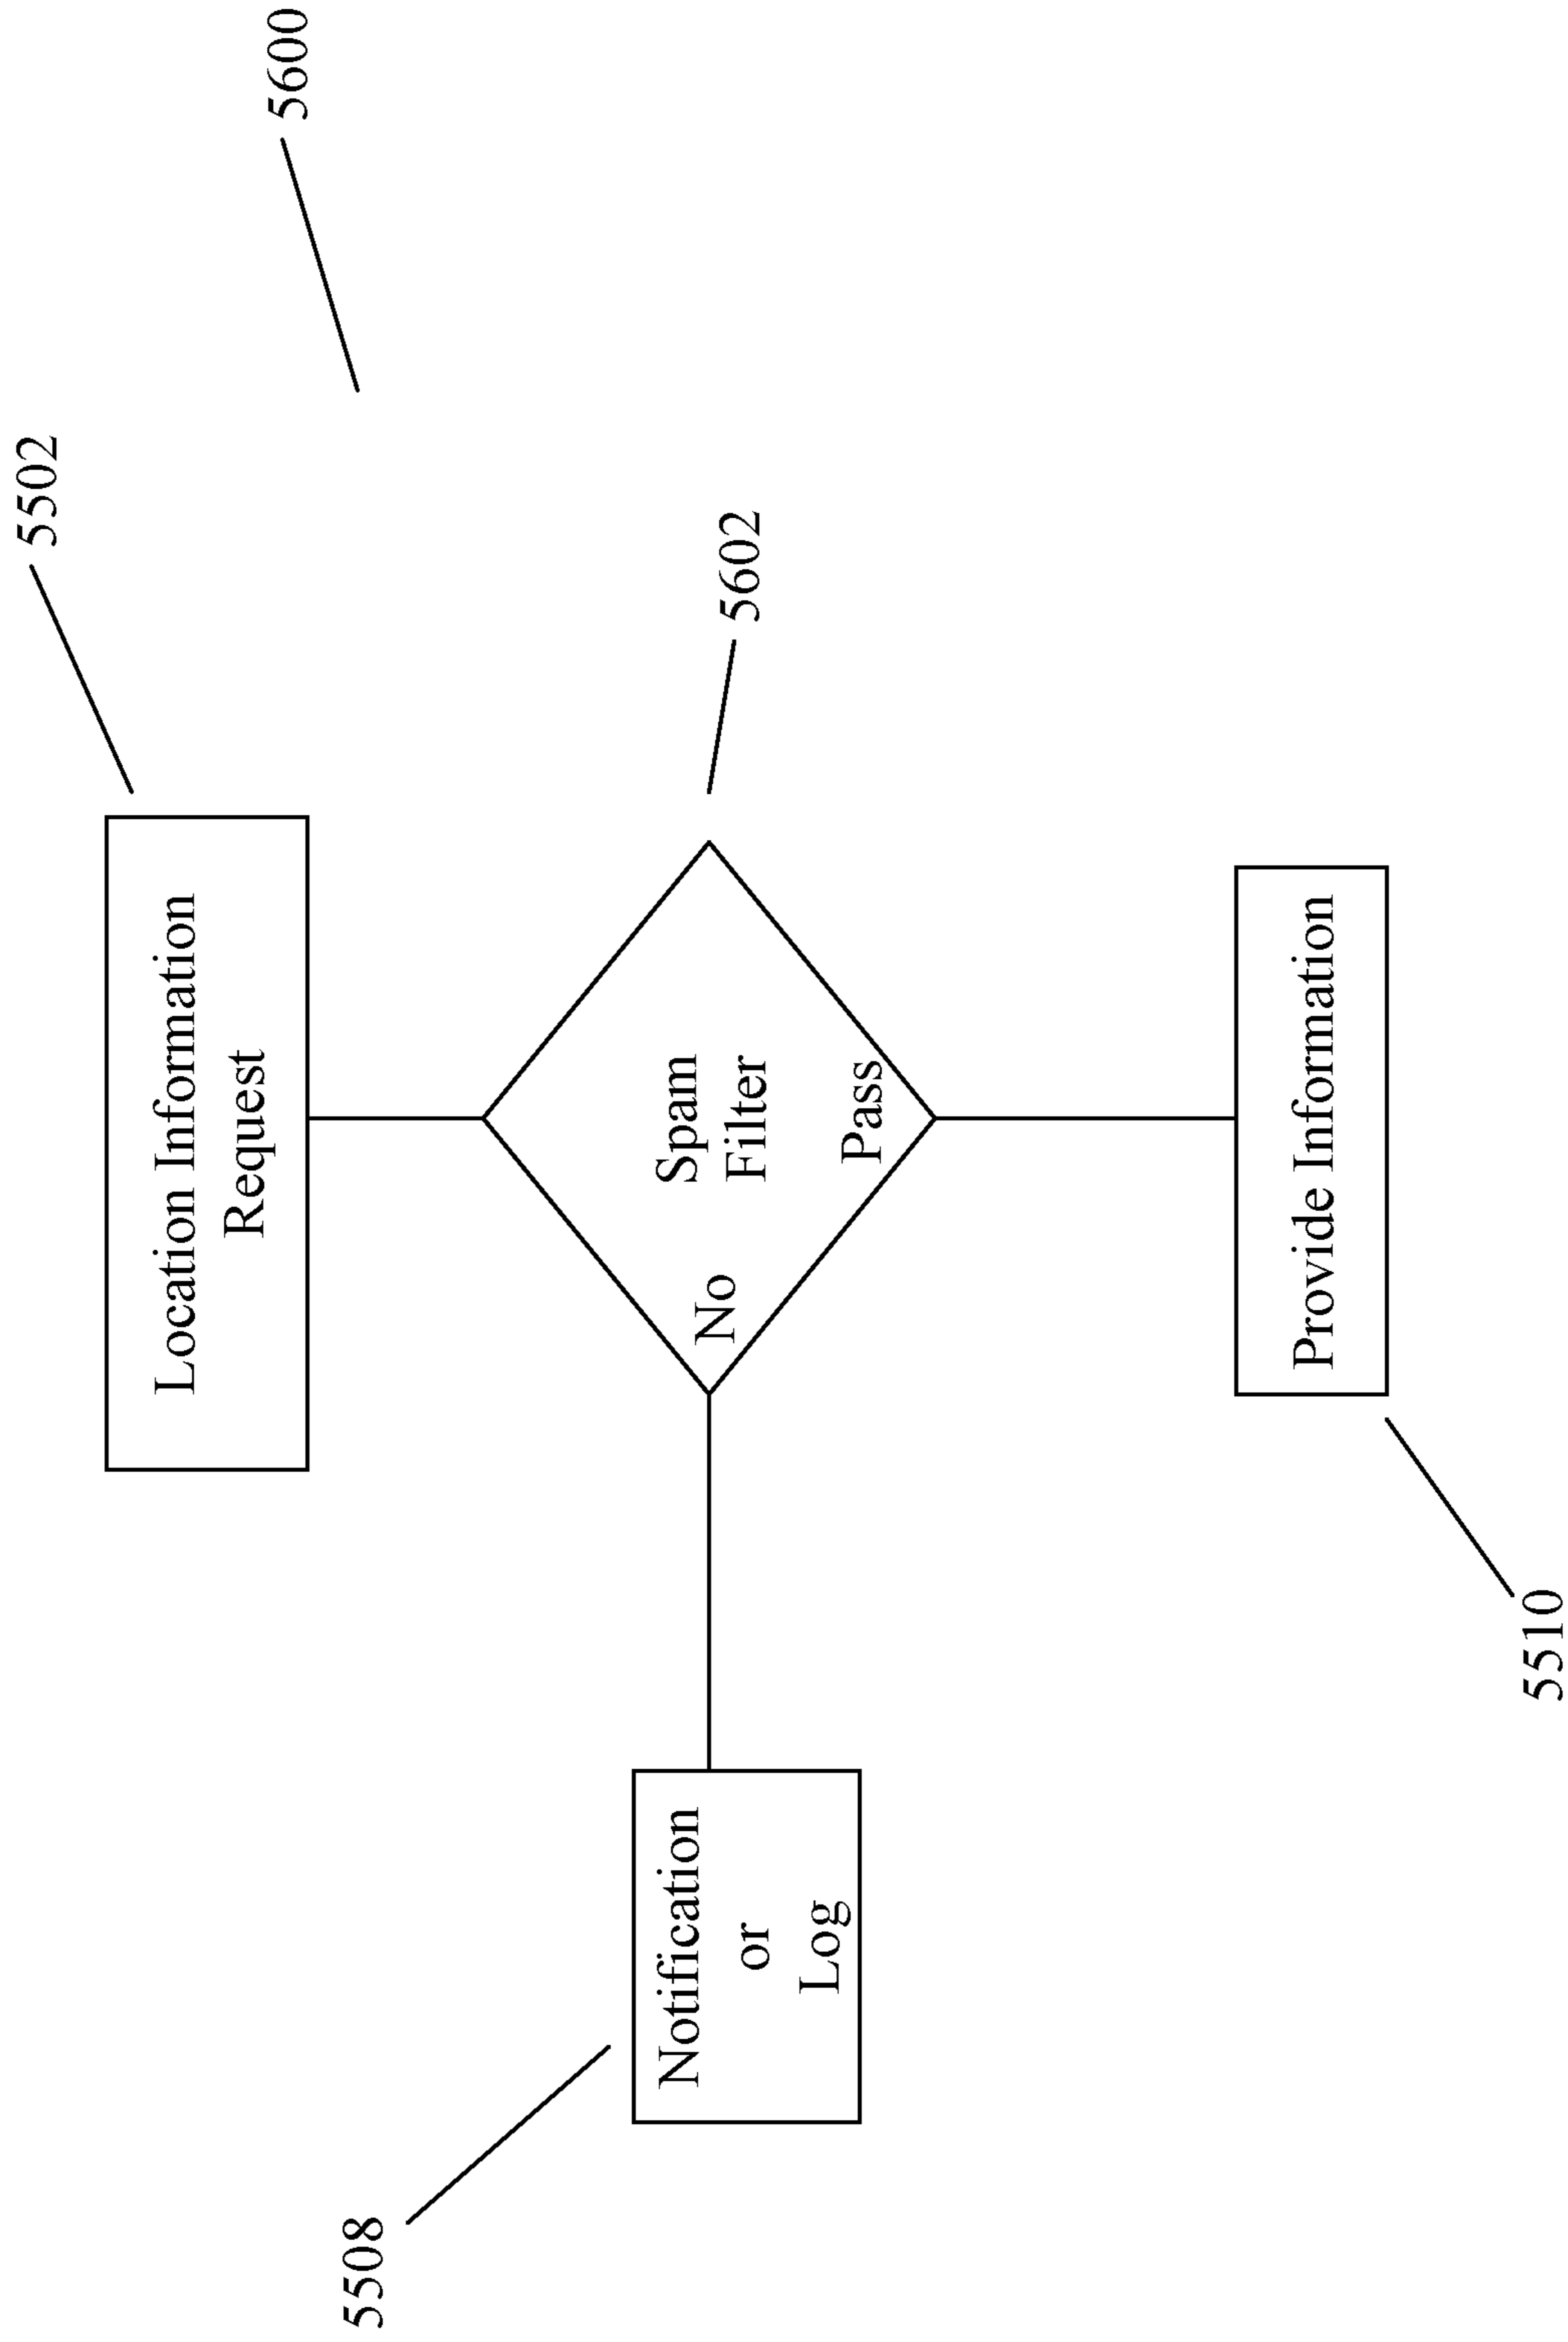 5600
5502
Location Information
Request
5602
Spam
Filter
No
Pass
Notification
or
Log
5508
Provide Information
5510